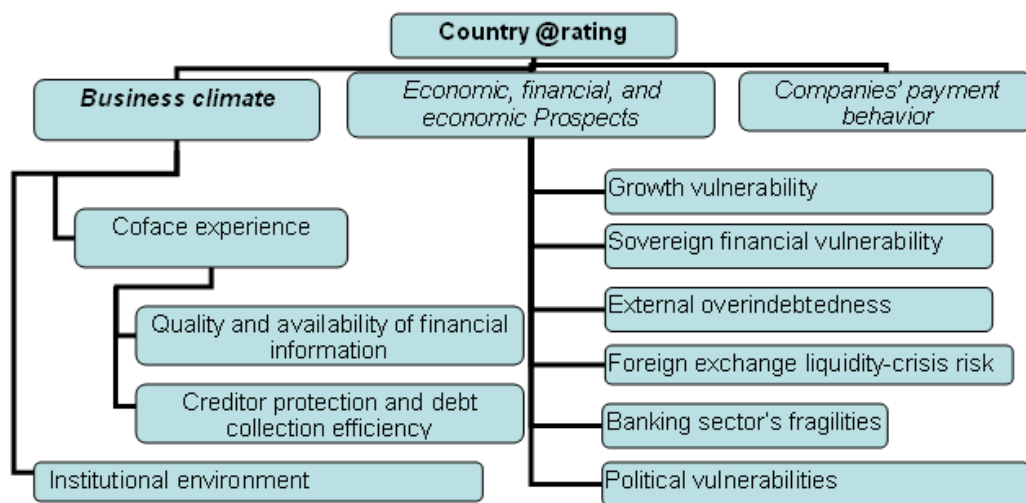 Country @rating
Business climate
Economic, financial, and
economic Prospects
Companies' payment
behavior
Coface experience
Quality and availability of financial
information
Creditor protection and debt
collection efficiency
Institutional environment
Growth vulnerability
Sovereign financial vulnerability
External overindebtedness
Foreign exchange liquidity-crisis risk
Banking sector's fragilities
Political vulnerabilities